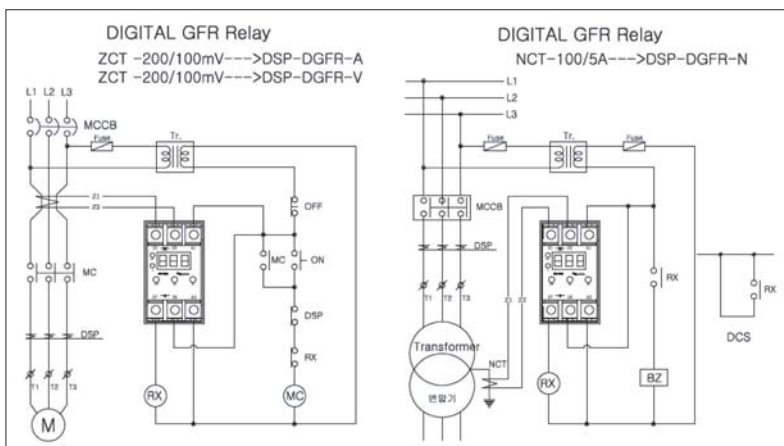 DIGITAL GFR Relay
ZCT -200/100mV--->DSP-DGFR-A
ZCT -200/100mV--->DSP-DGFR-V
L1 L2 L3
MCCB
Fuse
Tr.
Z1
Z2
OFF
MC
ON
MC
DSP
DSP
RX
T1 T2 T3
RX
MC
M
DIGITAL GFR Relay
NCT-100/5A--->DSP-DGFR-N
L1
L2
L3
Fuse
Tr.
Fuse
MCCB
DSP
Z1
Z2
RX
RX
T1 T2 T3
DCS
Transformer
NCT
변압기
RX
BZ